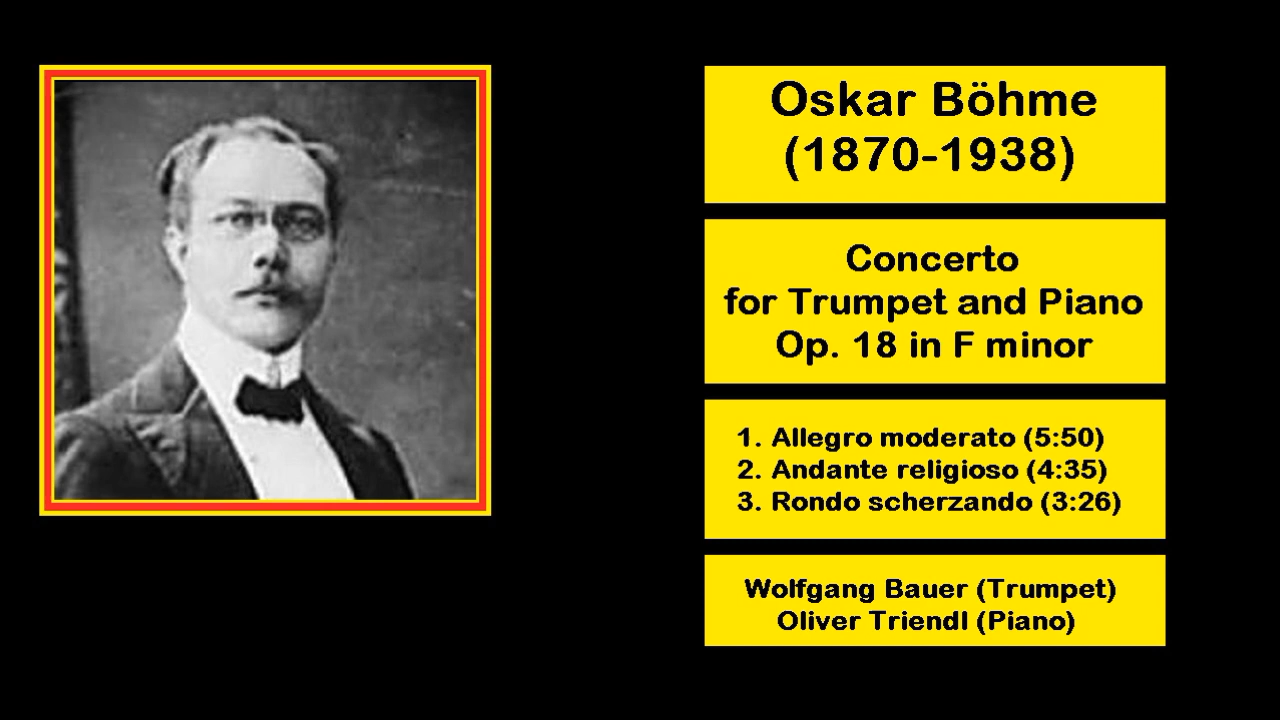 Oskar Böhme
(1870-1938)
Concerto
for Trumpet and Piano
Op. 18 in F minor
1. Allegro moderato (5:50)
2. Andante religioso (4:35)
3. Rondo scherzando (3:26)
Wolfgang Bauer (Trumpet)
Oliver Triendl (Piano)